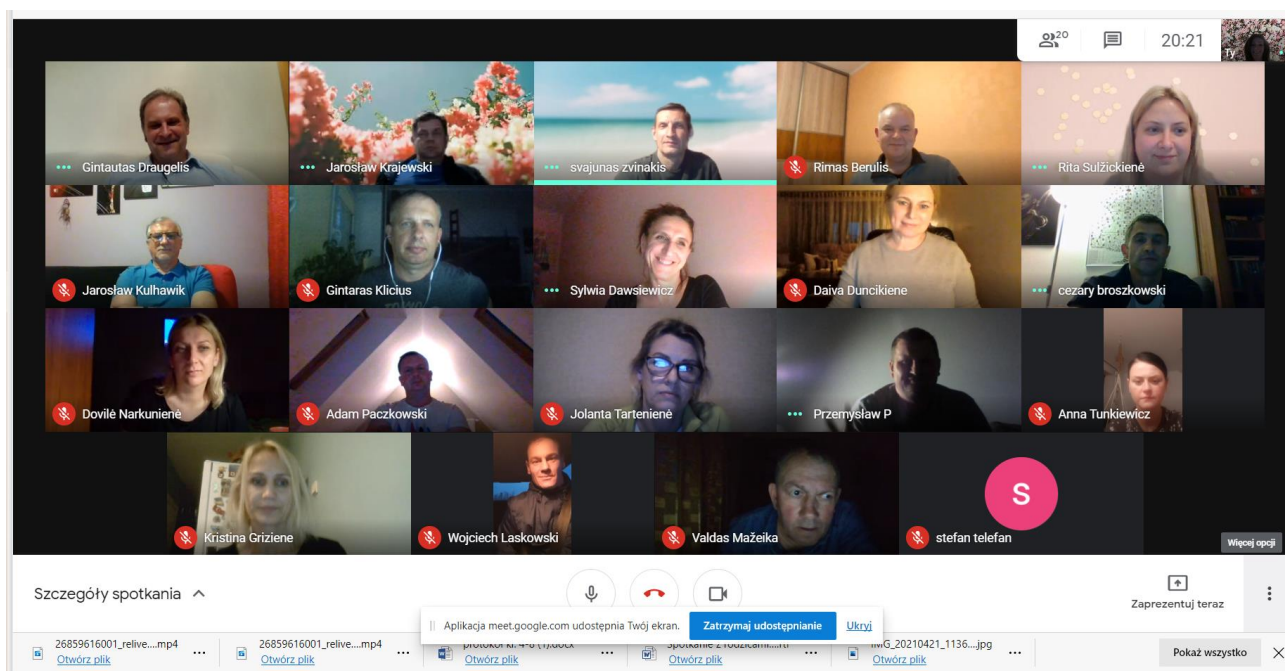 20
20:21
Ty
Gintautas Draugelis
Jarosław Krajewski
svajunas zvinakis
Rimas Berulis
Rita Sulžickienė
Jarosław Kulhawik
Gintaras Klicius
Sylwia Dawsiewicz
Daiva Duncikiene
cezary broszkowski
Dovilė Narkunienė
Adam Paczkowski
Jolanta Tartenienė
Przemysław P
Anna Tunkiewicz
Kristina Griziene
Wojciech Laskowski
Valdas Mažeika
S
stefan telefan
Więcej opcji
Szczegóły spotkania
Zaprezentuj teraz
Aplikacja meet.google.com udostępnia Twój ekran.
Zatrzymaj udostępnianie
Ukryj
26859616001_relive....mp4
Otwórz plik
26859616001_relive....mp4
Otwórz plik
protokół kl. 4-8 (1).docx
Otwórz plik
Spotkanie z rodzicami....rtf
Otwórz plik
IMG_20210421_1136....jpg
Otwórz plik
Pokaż wszystko